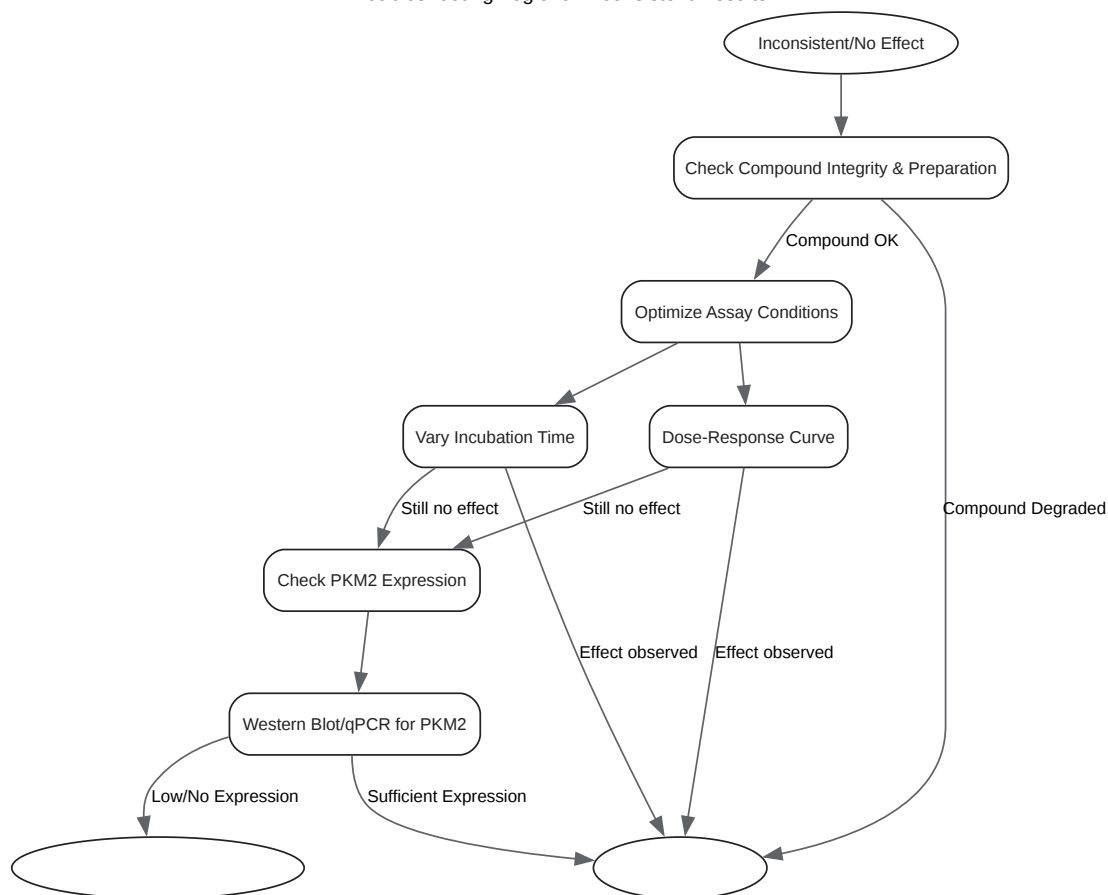 Inconsistent/No Effect
Check Compound Integrity & Preparation
Compound OK
Optimize Assay Conditions
Vary Incubation Time
Dose-Response Curve
Still no effect
Still no effect
Compound Degraded
Check PKM2 Expression
Effect observed
Effect observed
Western Blot/qPCR for PKM2
Low/No Expression
Sufficient Expression